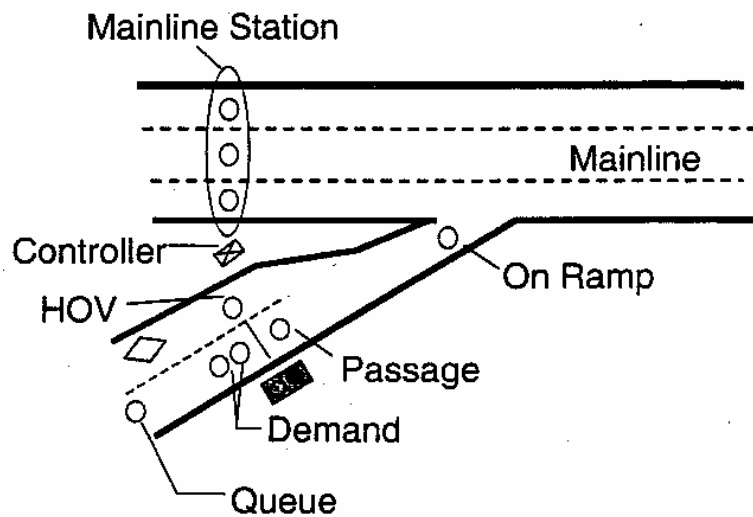 Mainline Station
Mainline
Controller
On Ramp
HOV
Passage
Demand
Queue